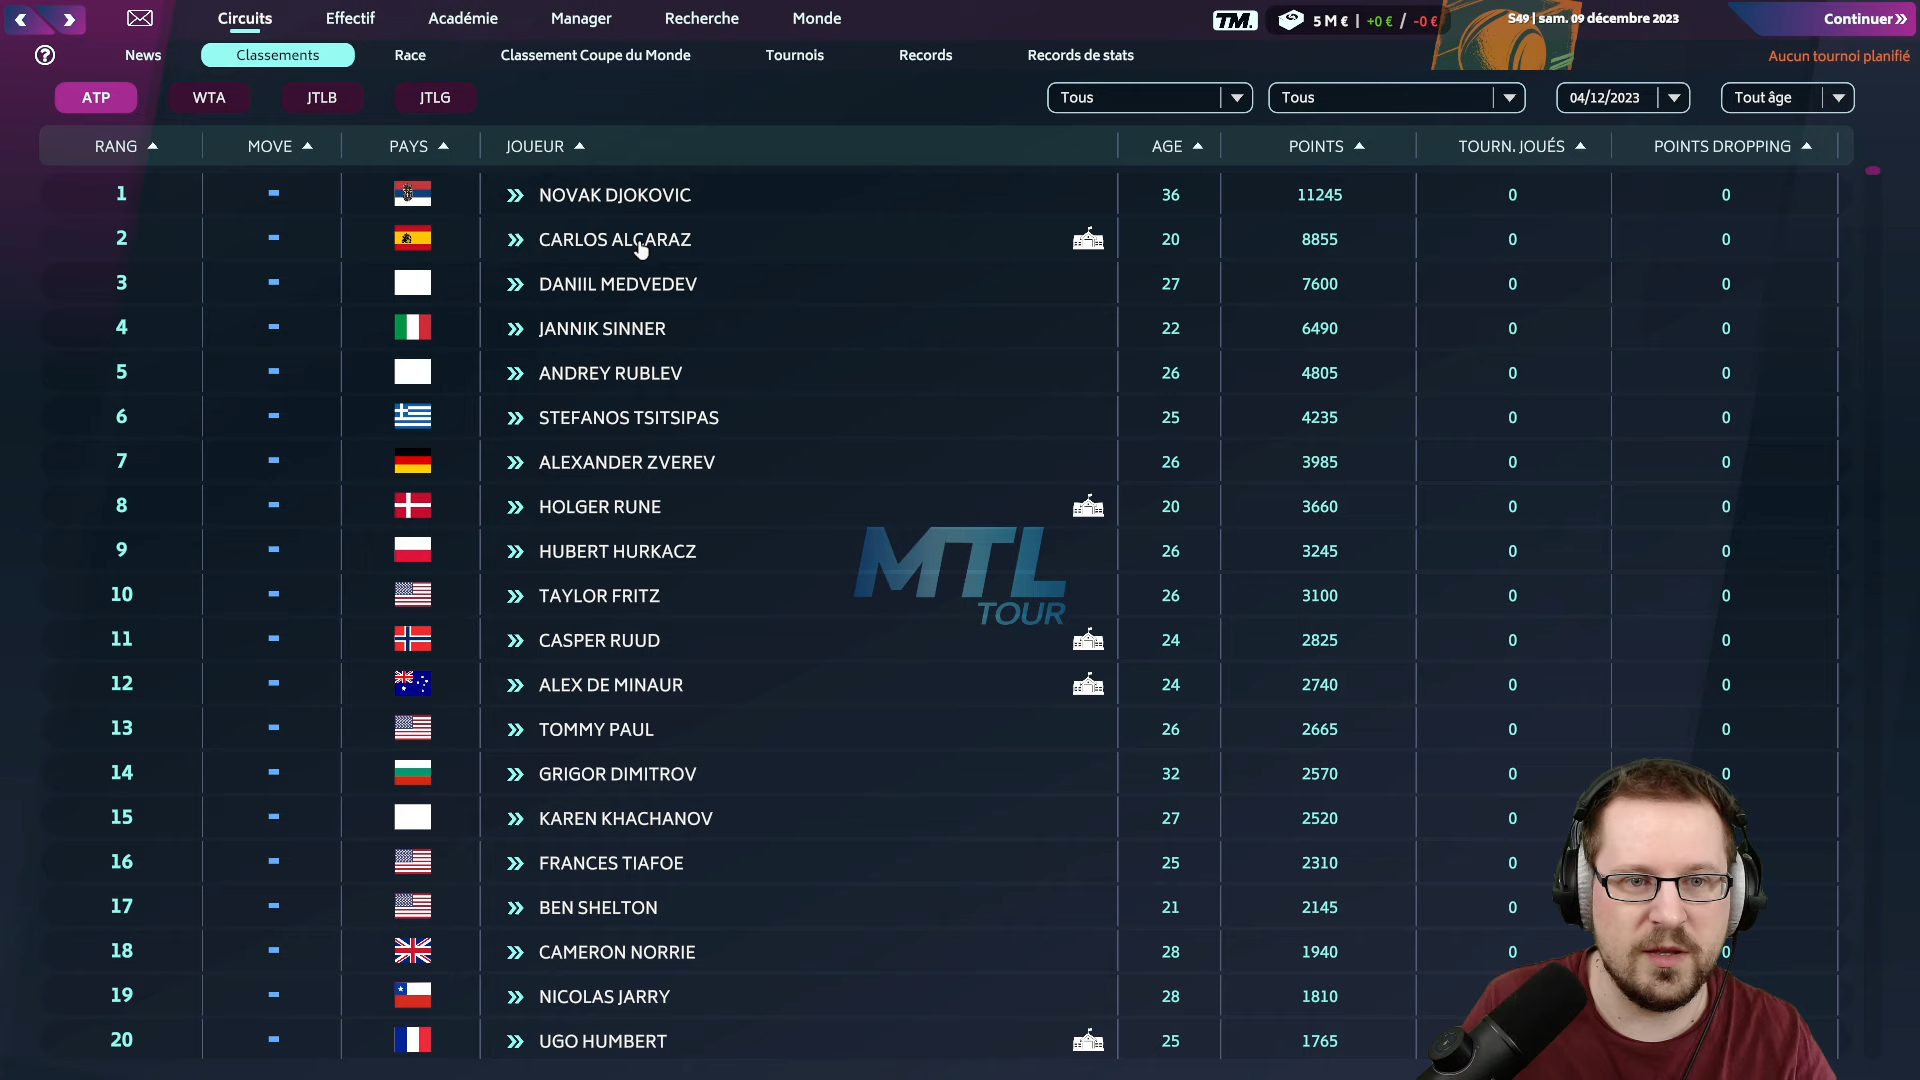 Circuits Effectif Académie Manager Recherche Monde TM. 5 M € | +0 € / -0 € S49 | sam. 09 décembre 2023 Continuer
News Classements Race Classement Coupe du Monde Tournois Records Records de stats Aucun tournoi planifié
ATP WTA JTLB JTLG Tous Tous 04/12/2023 Tout âge
RANG MOVE PAYS JOUEUR AGE POINTS TOURN. JOUÉS POINTS DROPPING
1 NOVAK DJOKOVIC 36 11245 0 0
2 CARLOS ALCARAZ 20 8855 0 0
3 DANIIL MEDVEDEV 27 7600 0 0
4 JANNIK SINNER 22 6490 0 0
5 ANDREY RUBLEV 26 4805 0 0
6 STEFANOS TSITSIPAS 25 4235 0 0
7 ALEXANDER ZVEREV 26 3985 0 0
8 HOLGER RUNE 20 3660 0 0
9 HUBERT HURKACZ 26 3245 0 0
10 TAYLOR FRITZ 26 3100 0 0
11 CASPER RUUD 24 2825 0 0
12 ALEX DE MINAUR 24 2740 0 0
13 TOMMY PAUL 26 2665 0 0
14 GRIGOR DIMITROV 32 2570 0 0
15 KAREN KHACHANOV 27 2520 0 0
16 FRANCES TIAFOE 25 2310 0
17 BEN SHELTON 21 2145 0
18 CAMERON NORRIE 28 1940 0 0
19 NICOLAS JARRY 28 1810
20 UGO HUMBERT 25 1765
MTL
TOUR